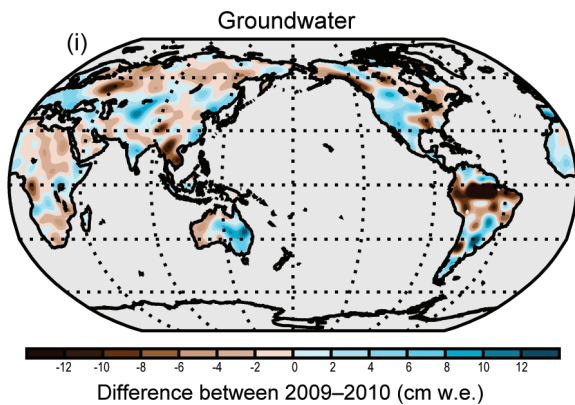 Groundwater
(i)
-12 -10 -8 -6 -4 -2 0 2 4 6 8 10 12
Difference between 2009–2010 (cm w.e.)